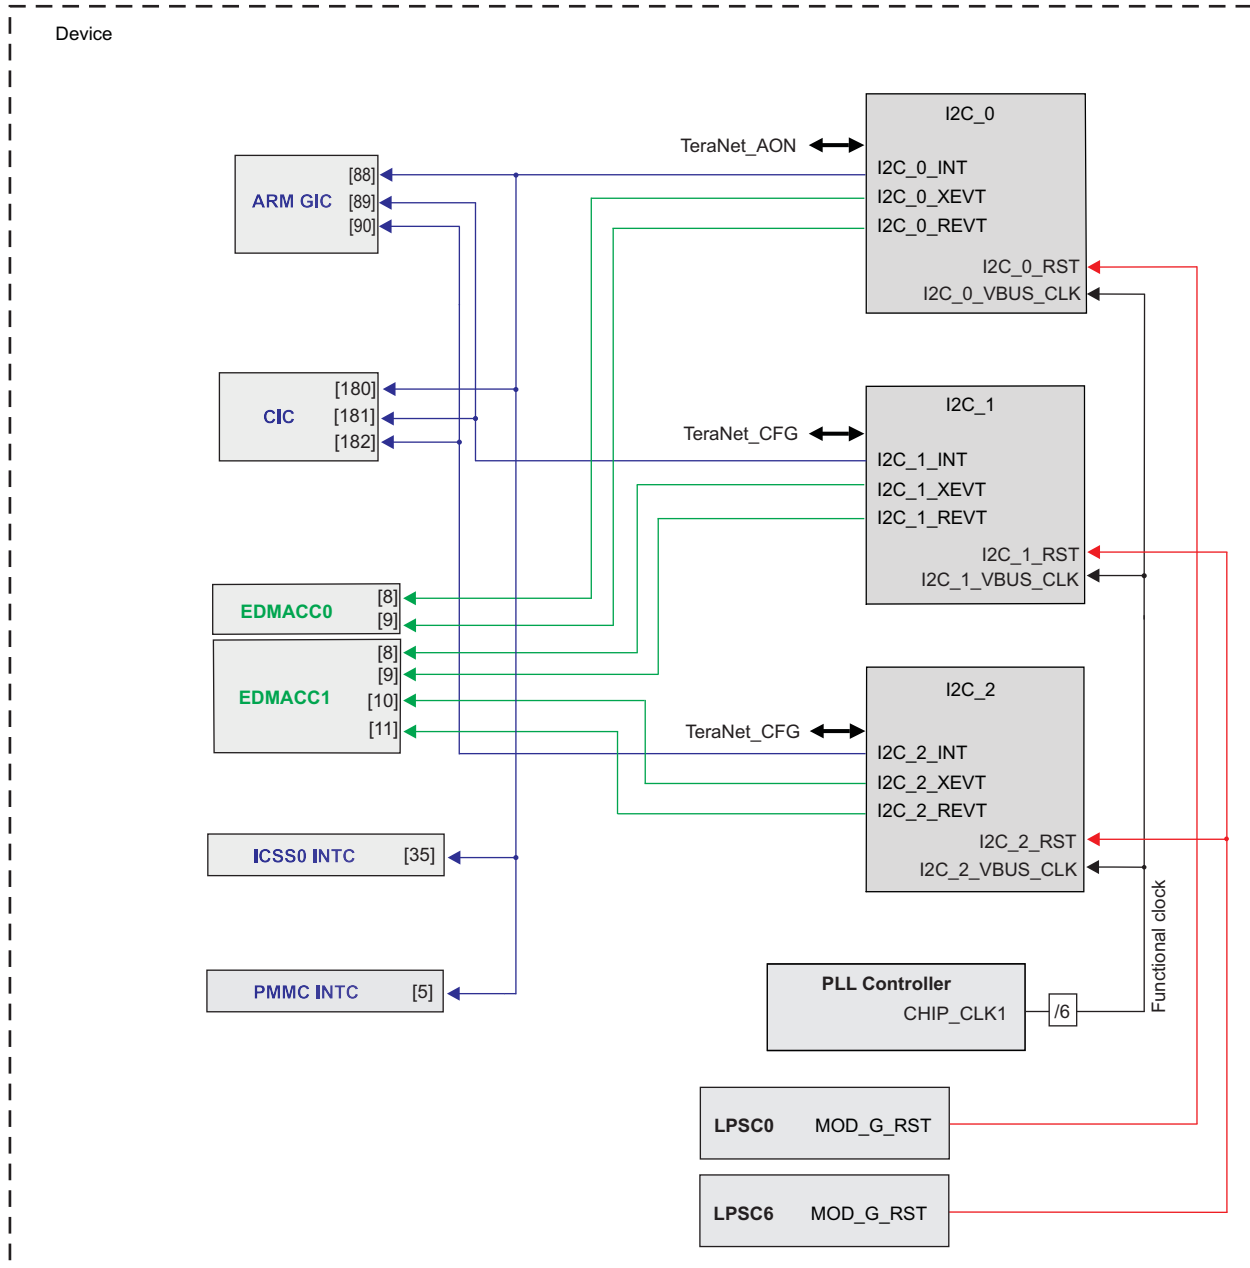 Device
I2C_0
TeraNet_AON
I2C_0_INT
I2C_0_XEVT
I2C_0_REVT
I2C_0_RST
I2C_0_VBUS_CLK
ARM GIC
[88]
[89]
[90]
CIC
[180]
[181]
[182]
I2C_1
TeraNet_CFG
I2C_1_INT
I2C_1_XEVT
I2C_1_REVT
I2C_1_RST
I2C_1_VBUS_CLK
EDMACC0
[8]
[9]
EDMACC1
[8]
[9]
[10]
[11]
I2C_2
TeraNet_CFG
I2C_2_INT
I2C_2_XEVT
I2C_2_REVT
I2C_2_RST
I2C_2_VBUS_CLK
ICSS0 INTC [35]
PMMC INTC [5]
PLL Controller
CHIP_CLK1
/6
Functional clock
LPSC0 MOD_G_RST
LPSC6 MOD_G_RST